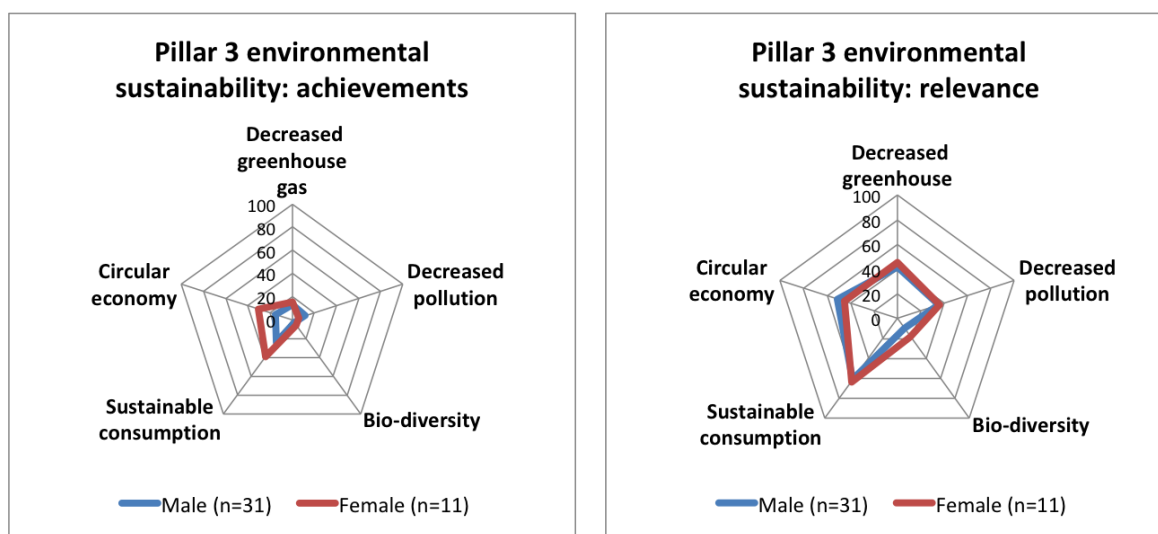 Pillar 3 environmental
sustainability: achievements
Decreased
greenhouse
gas
100
80
60
40
20
0
Circular
economy
Decreased
pollution
Sustainable
consumption
Bio-diversity
Male (n=31)
Female (n=11)
Pillar 3 environmental
sustainability: relevance
Decreased
greenhouse
100
80
60
40
20
0
Circular
economy
Decreased
pollution
Sustainable
consumption
Bio-diversity
Male (n=31)
Female (n=11)